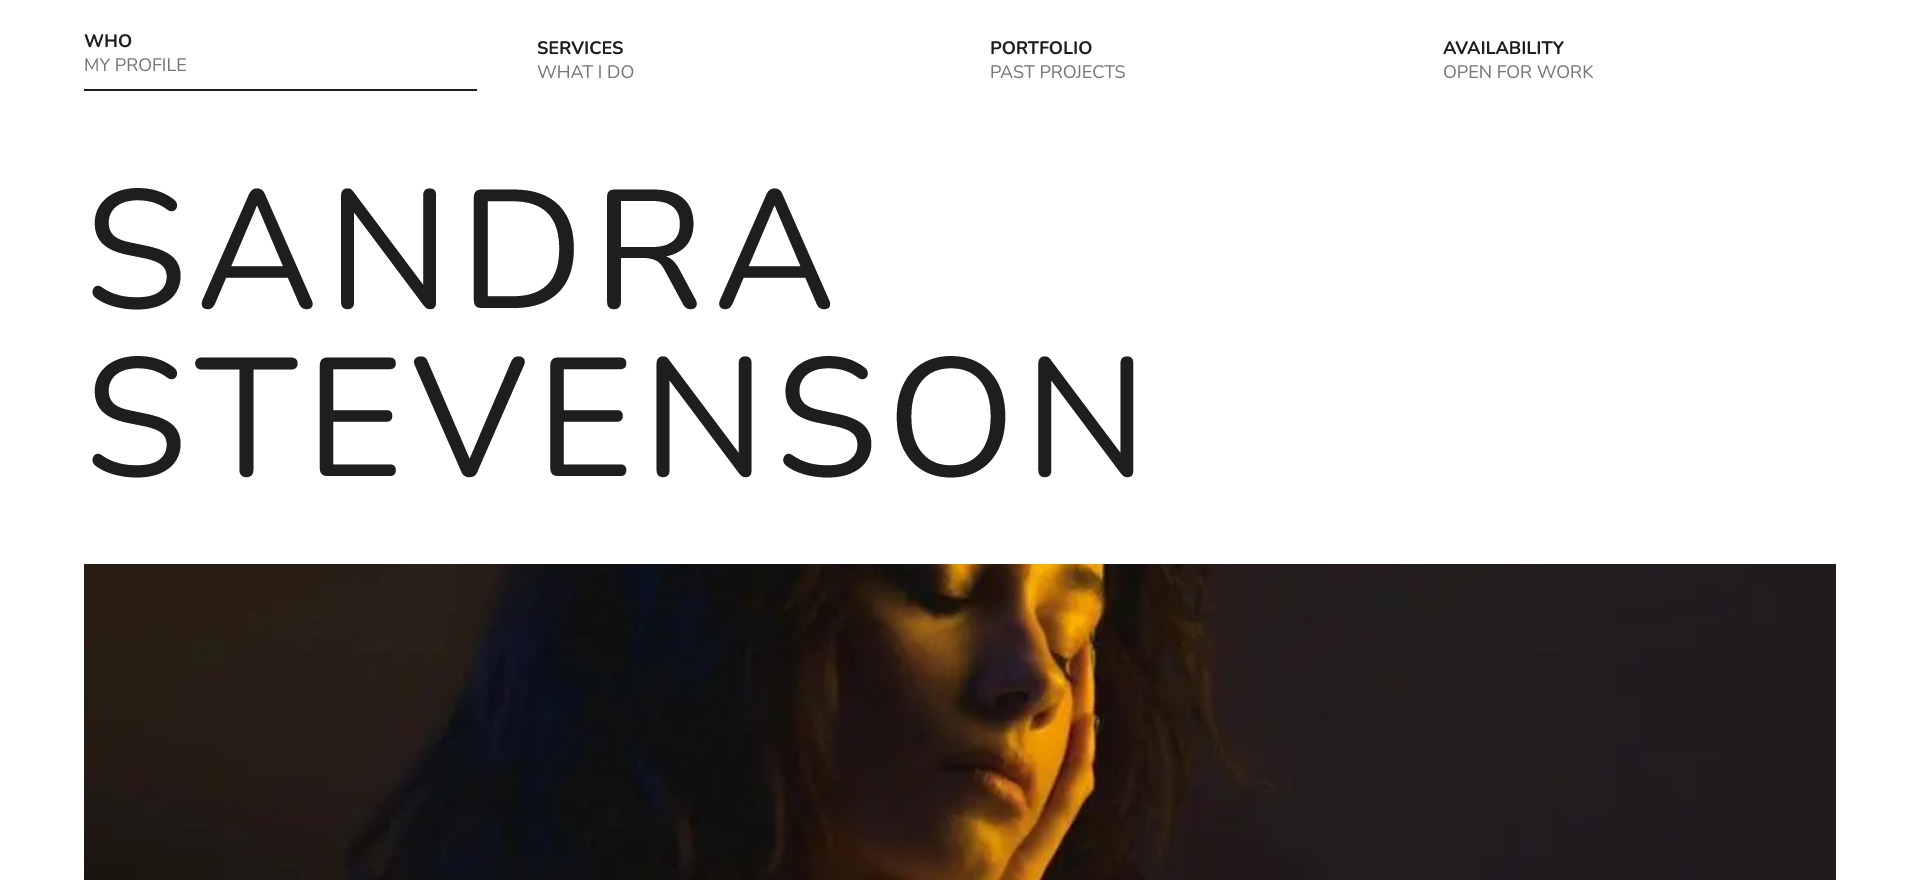 WHO
MY PROFILE
SERVICES
WHAT I DO
PORTFOLIO
PAST PROJECTS
AVAILABILITY
OPEN FOR WORK
SANDRA
STEVENSON